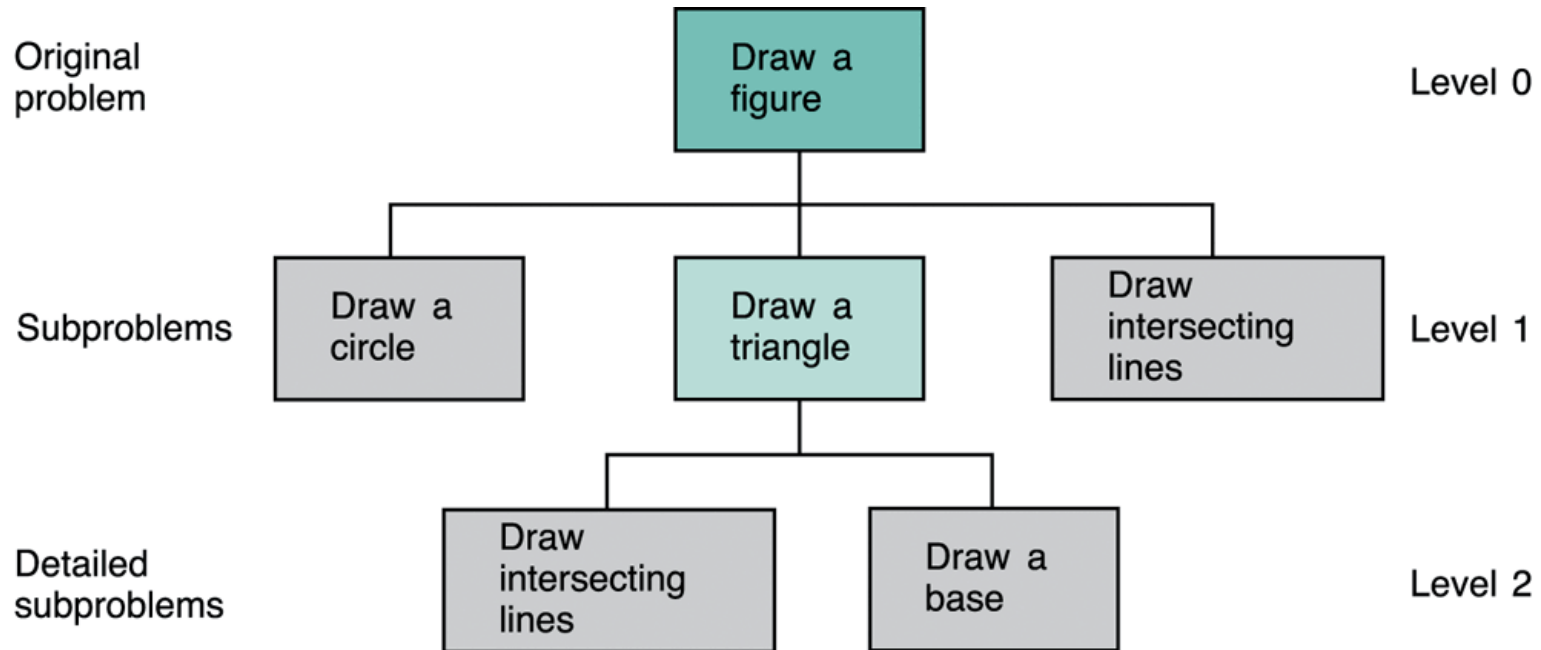 Original
problem
Draw a
figure
Level 0
Subproblems
Draw a
circle
Draw a
triangle
Draw
intersecting
lines
Level 1
Detailed
subproblems
Draw
intersecting
lines
Draw a
base
Level 2